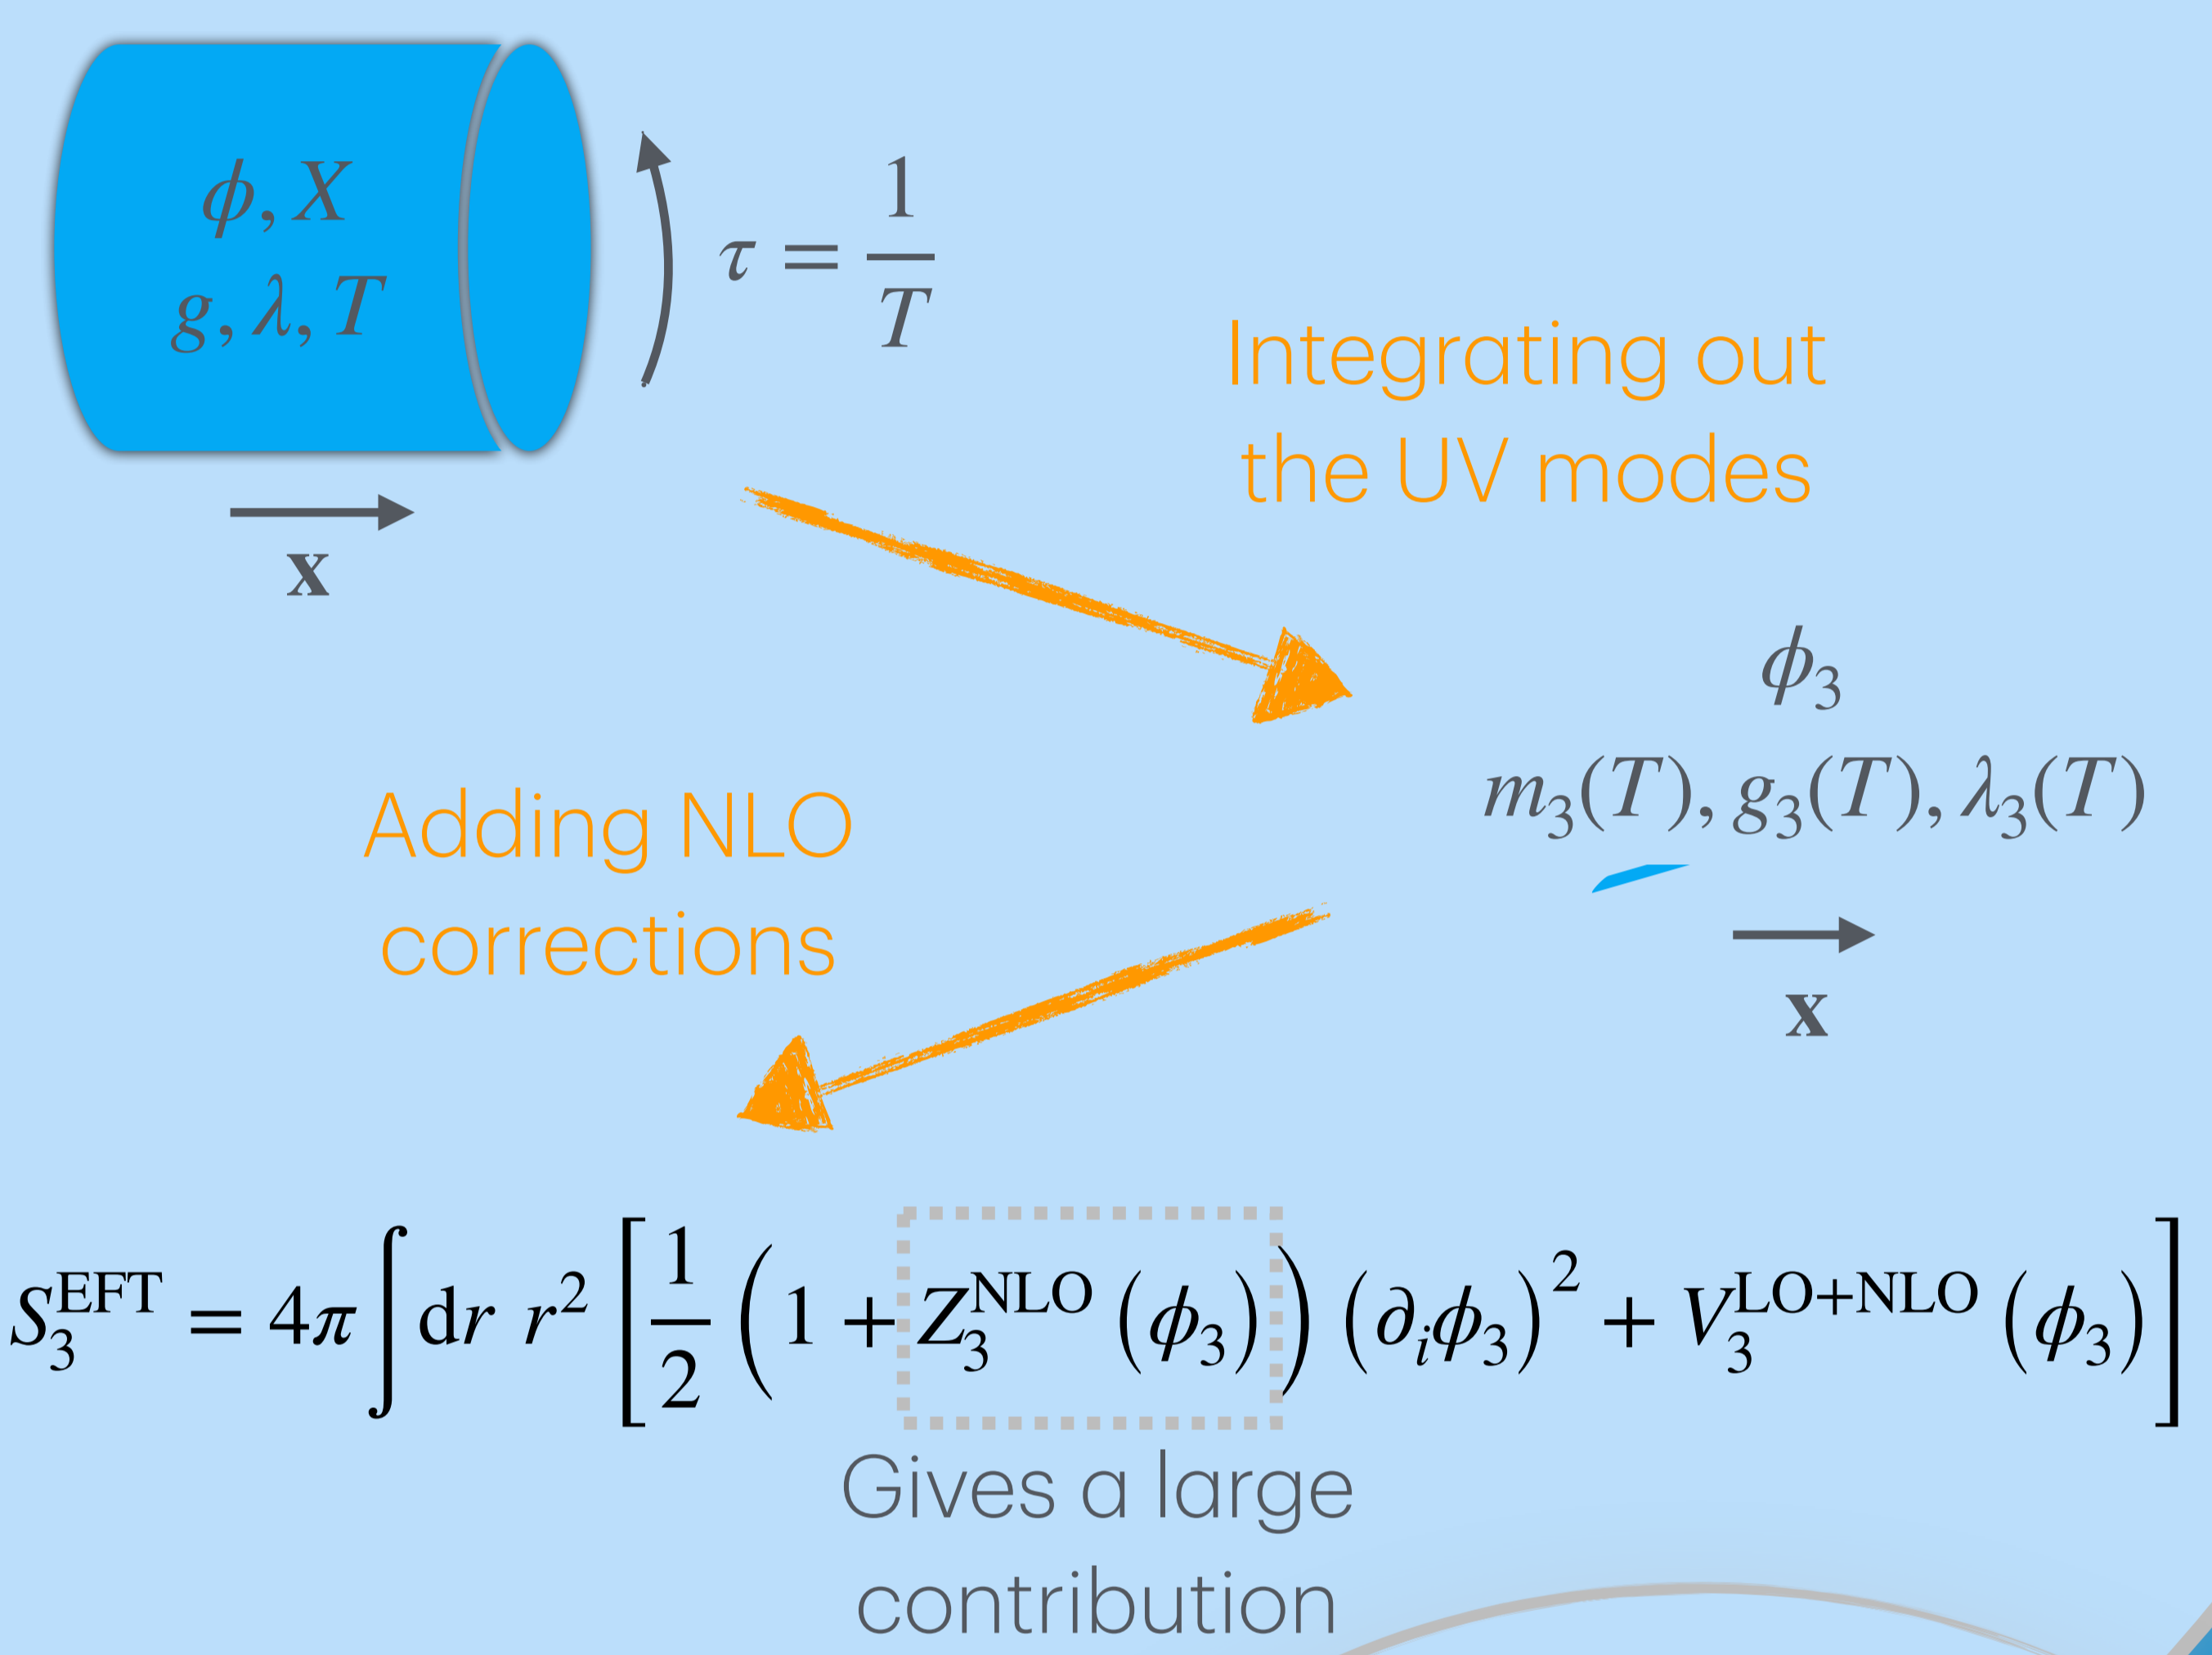 ϕ, X
g, λ, T
τ = 1/T
x
Integrating out
the UV modes
ϕ₃
m₃(T), g₃(T), λ₃(T)
x
Adding NLO
corrections
S₃^EFT = 4π ∫ dr r² [ 1/2 (1 + Z₃^NLO (ϕ₃)) (∂ᵢϕ₃)² + V₃^LO+NLO (ϕ₃) ]
Gives a large
contribution